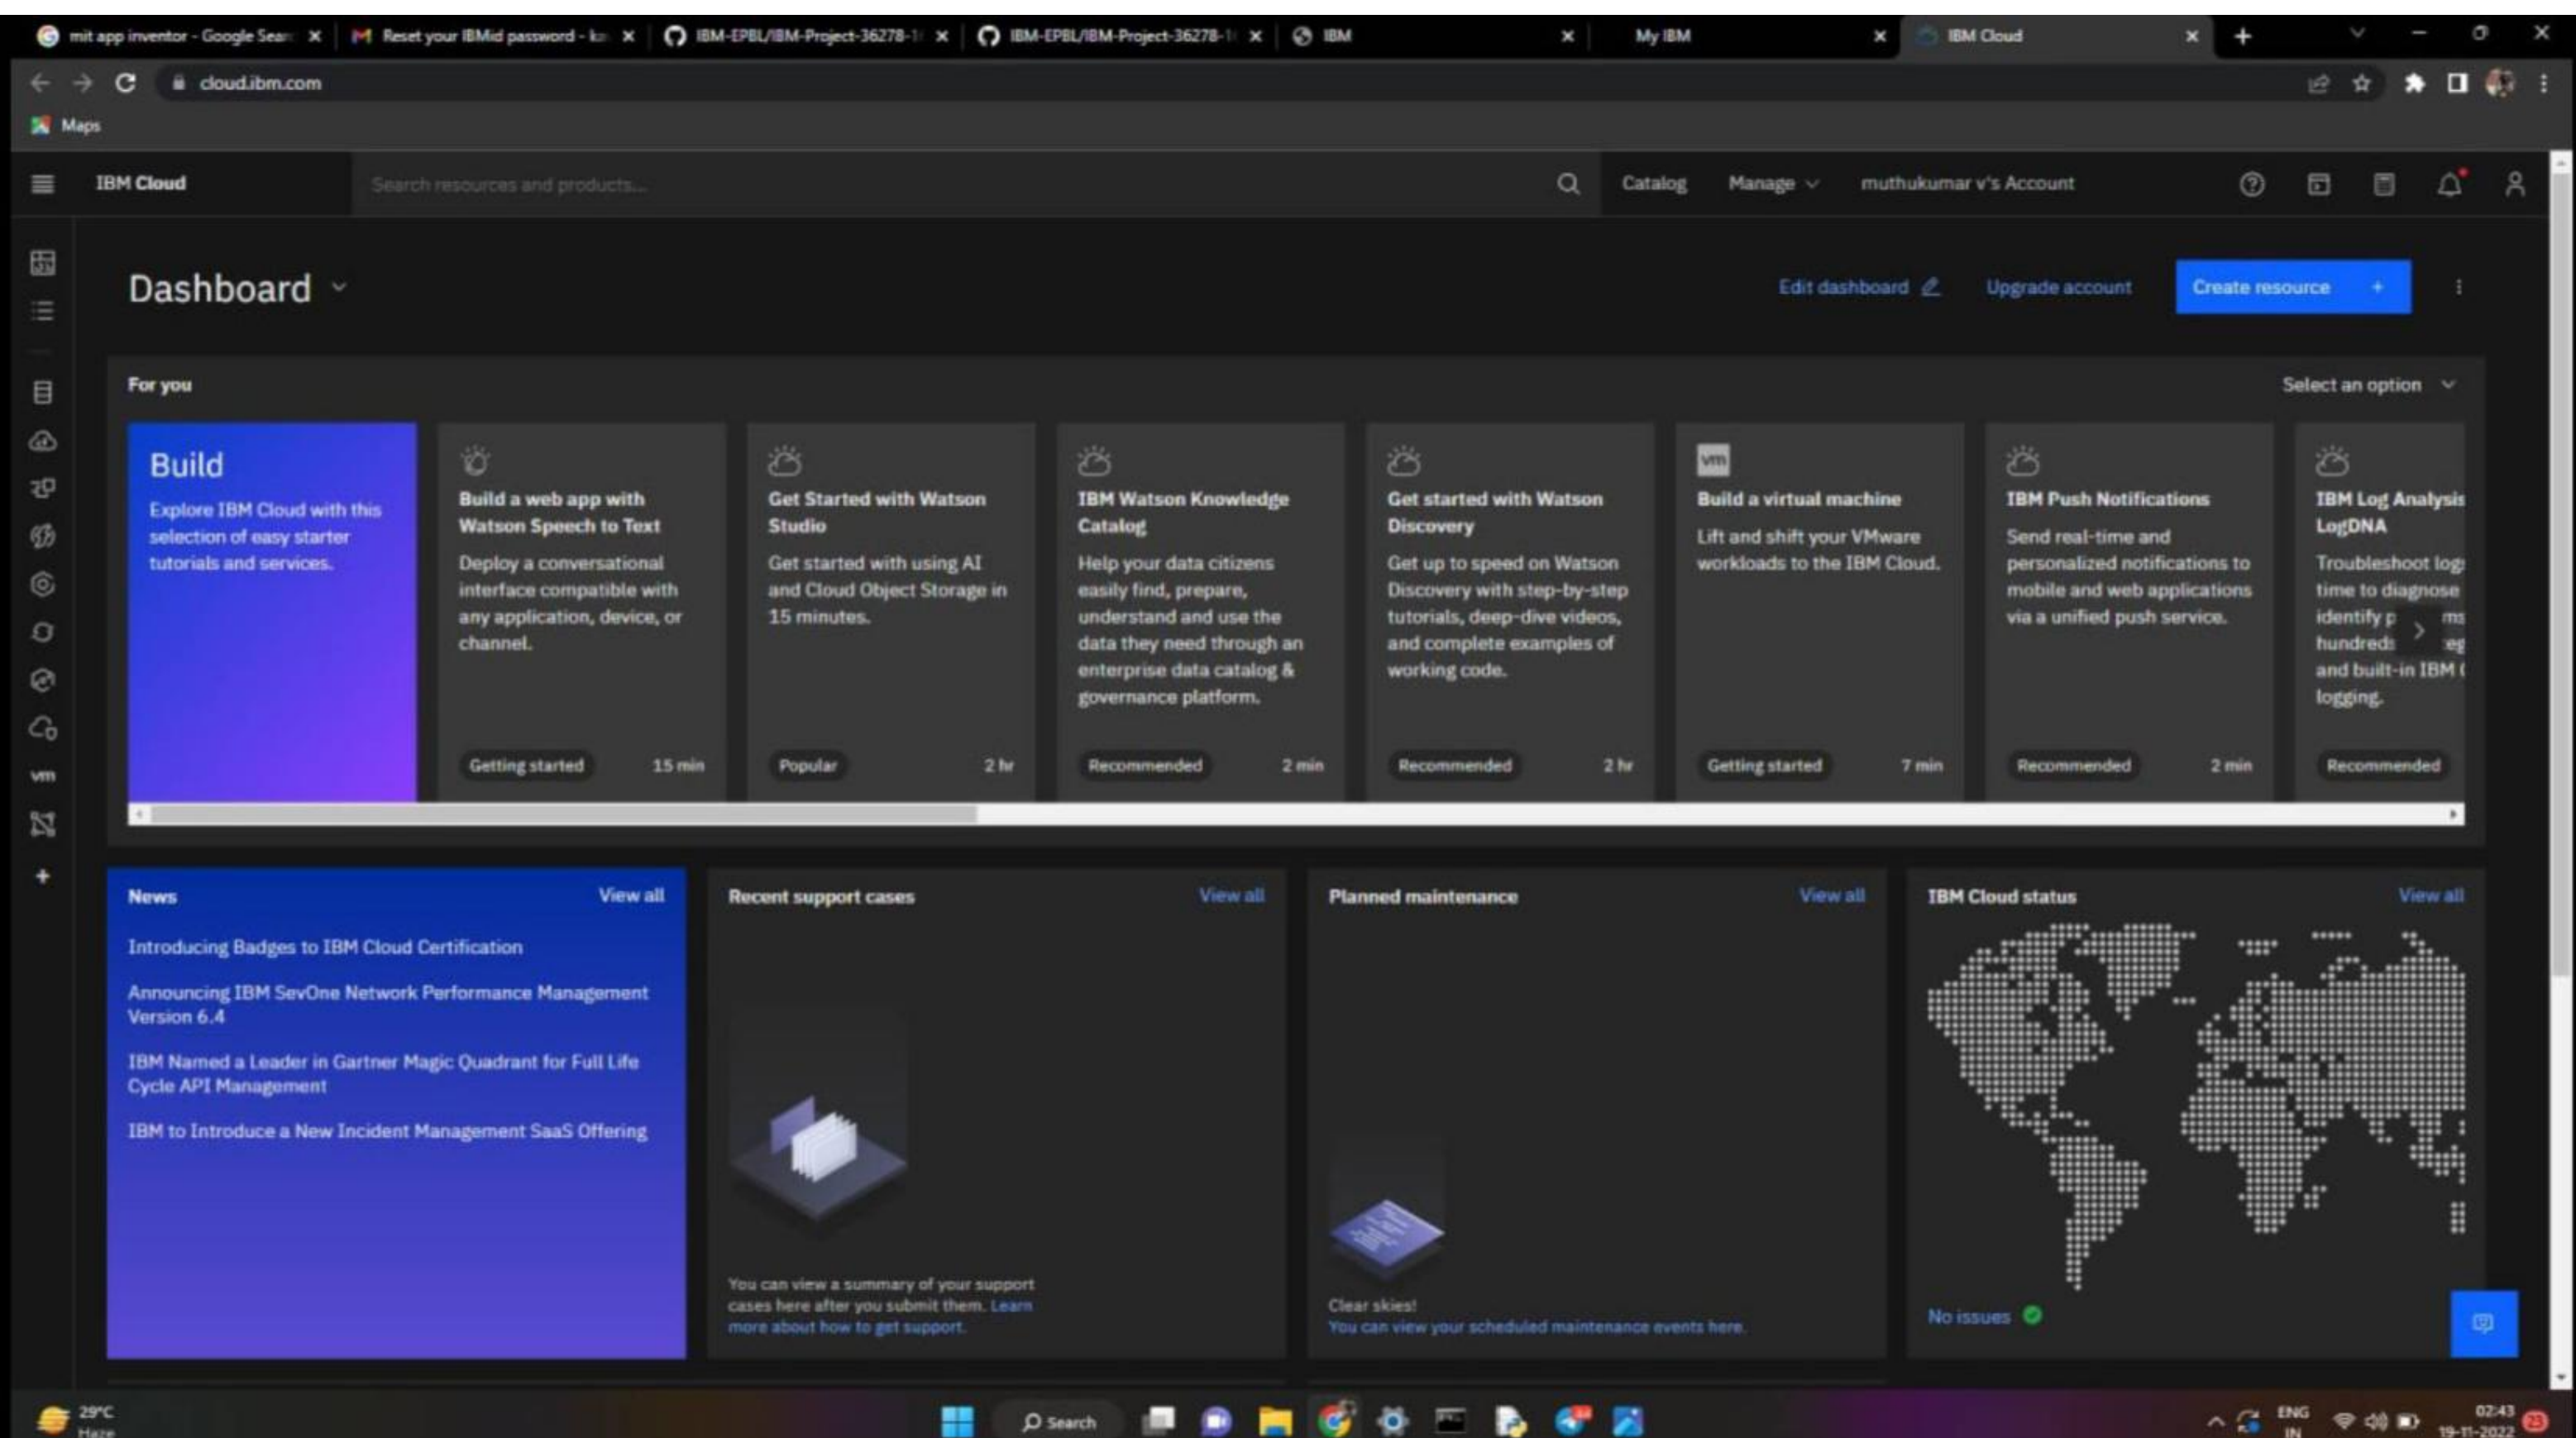 mit app inventor - Google Sear
Reset your IBMid password - ka
IBM-EPBL/IBM-Project-36278-1
IBM-EPBL/IBM-Project-36278-1
IBM
My IBM
IBM Cloud
cloud.ibm.com
Maps
IBM Cloud
Search resources and products...
Catalog
Manage
muthukumar v's Account
Dashboard
Edit dashboard
Upgrade account
Create resource +
For you
Select an option
Build
Explore IBM Cloud with this
selection of easy starter
tutorials and services.
Build a web app with
Watson Speech to Text
Deploy a conversational
interface compatible with
any application, device, or
channel.
Getting started
15 min
Get Started with Watson
Studio
Get started with using AI
and Cloud Object Storage in
15 minutes.
Popular
2 hr
IBM Watson Knowledge
Catalog
Help your data citizens
easily find, prepare,
understand and use the
data they need through an
enterprise data catalog &
governance platform.
Recommended
2 min
Get started with Watson
Discovery
Get up to speed on Watson
Discovery with step-by-step
tutorials, deep-dive videos,
and complete examples of
working code.
Recommended
2 hr
vm
Build a virtual machine
Lift and shift your VMware
workloads to the IBM Cloud.
Getting started
7 min
IBM Push Notifications
Send real-time and
personalized notifications to
mobile and web applications
via a unified push service.
Recommended
2 min
IBM Log Analysis
LogDNA
Troubleshoot logs
time to diagnose
identify p
hundreds
and built-in IBM
logging.
Recommended
vm
News
View all
Introducing Badges to IBM Cloud Certification
Announcing IBM SevOne Network Performance Management
Version 6.4
IBM Named a Leader in Gartner Magic Quadrant for Full Life
Cycle API Management
IBM to Introduce a New Incident Management SaaS Offering
Recent support cases
View all
You can view a summary of your support
cases here after you submit them. Learn
more about how to get support.
Planned maintenance
View all
Clear skies!
You can view your scheduled maintenance events here.
IBM Cloud status
View all
No issues
29°C
Haze
Search
ENG
IN
02:43
19-11-2022
23